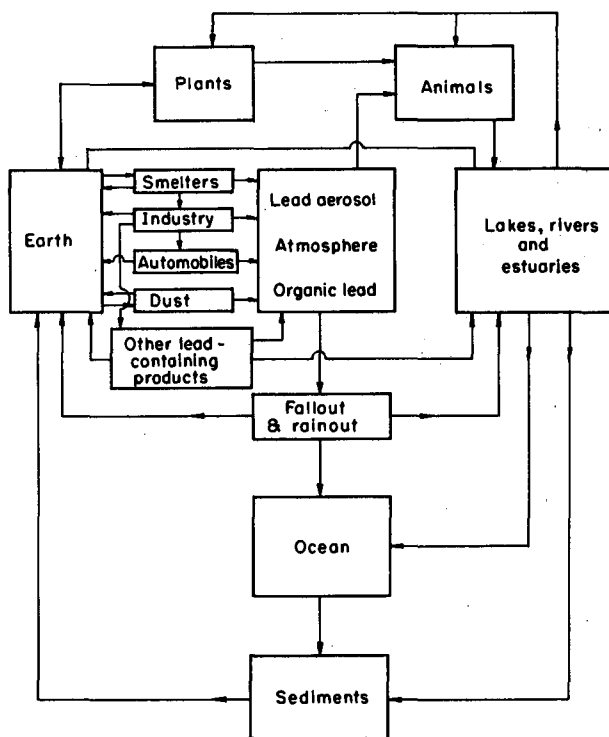 Plants
Animals
Earth
Smelters
Industry
Automobiles
Dust
Other lead-
containing
products
Lead aerosol
Atmosphere
Organic lead
Lakes, rivers
and
estuaries
Fallout
& rainout
Ocean
Sediments